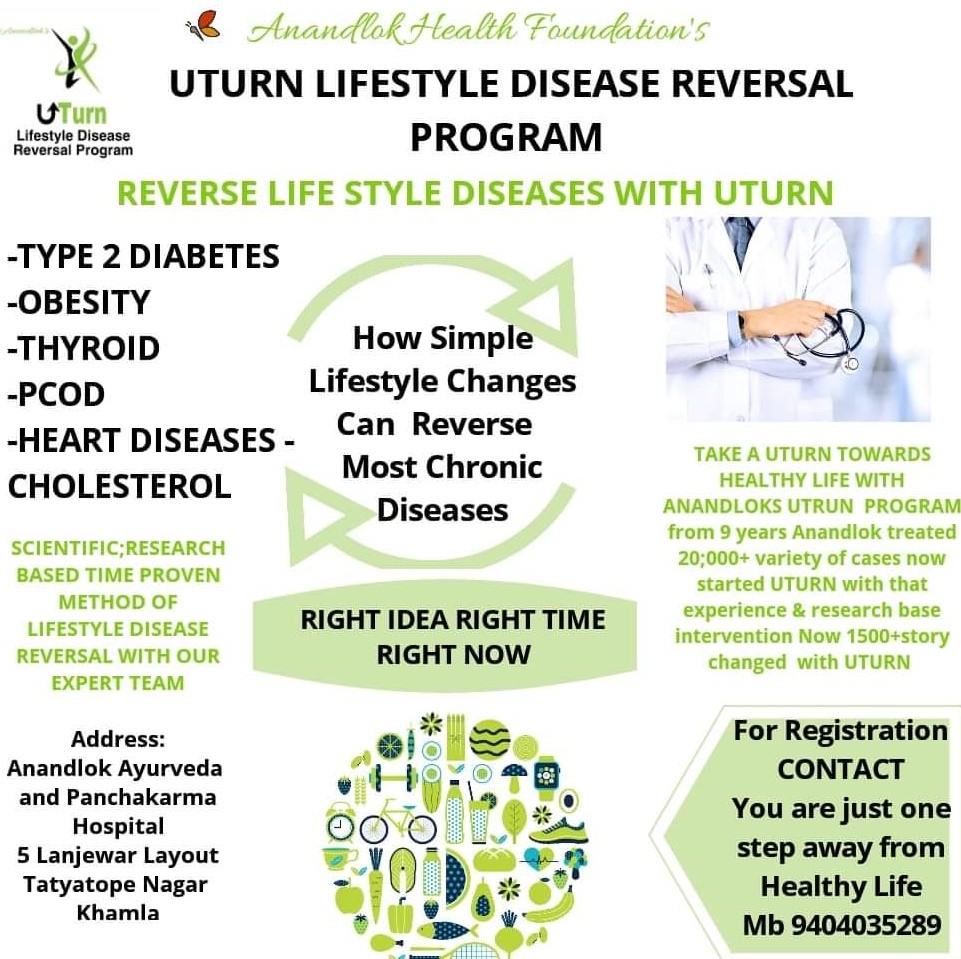 Anandlok Health Foundation's
UTURN LIFESTYLE DISEASE REVERSAL
PROGRAM
UTurn
Lifestyle Disease
Reversal Program
REVERSE LIFE STYLE DISEASES WITH UTURN
-TYPE 2 DIABETES
-OBESITY
-THYROID
-PCOD
-HEART DISEASES -
CHOLESTEROL
How Simple
Lifestyle Changes
Can Reverse
Most Chronic
Diseases
TAKE A UTURN TOWARDS
HEALTHY LIFE WITH
ANANDLOKS UTRUN PROGRAM
from 9 years Anandlok treated
20;000+ variety of cases now
started UTURN with that
experience & research base
intervention Now 1500+story
changed with UTURN
SCIENTIFIC;RESEARCH
BASED TIME PROVEN
METHOD OF
LIFESTYLE DISEASE
REVERSAL WITH OUR
EXPERT TEAM
RIGHT IDEA RIGHT TIME
RIGHT NOW
Address:
Anandlok Ayurveda
and Panchakarma
Hospital
5 Lanjewar Layout
Tatyatope Nagar
Khamla
For Registration
CONTACT
You are just one
step away from
Healthy Life
Mb 9404035289